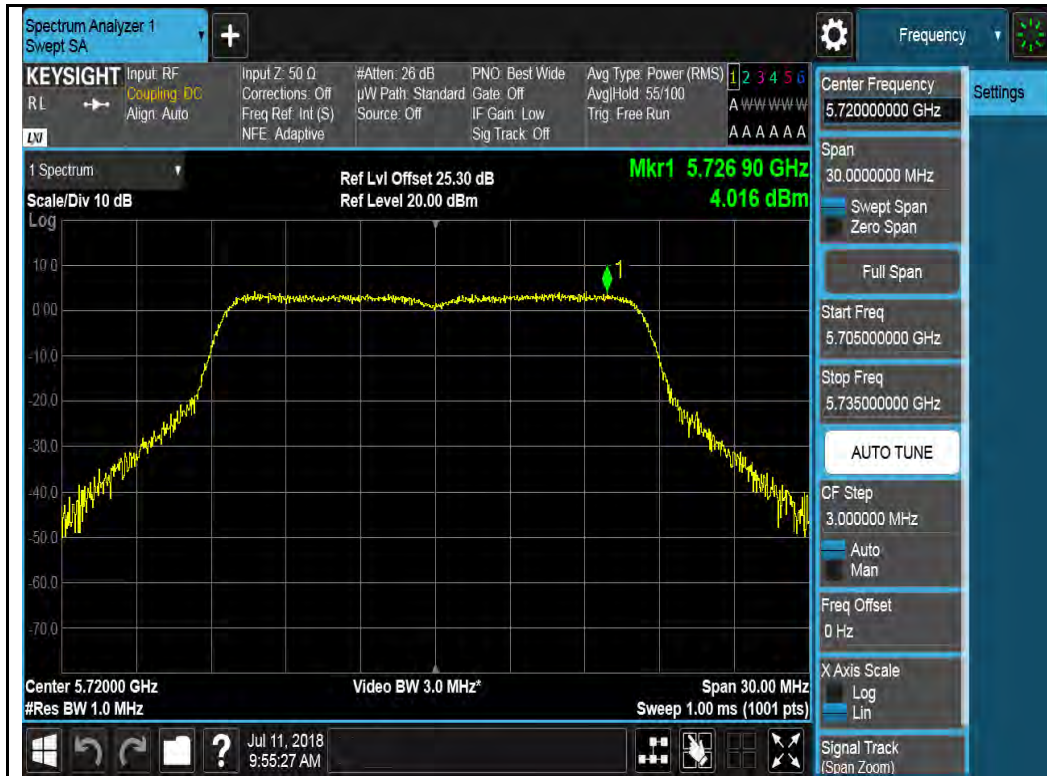 Spectrum Analyzer 1
Swept SA
+
Frequency
KEYSIGHT
RL
LXI
Input: RF
Coupling: DC
Align: Auto
Input Z: 50 Ω
Corrections: Off
Freq Ref: Int (S)
NFE: Adaptive
#Atten: 26 dB
µW Path: Standard
Source: Off
PNO: Best Wide
Gate: Off
IF Gain: Low
Sig Track: Off
Avg Type: Power (RMS)
Avg|Hold: 55/100
Trig: Free Run
1 2 3 4 5 6
A W W W W W
A A A A A A
1 Spectrum
Scale/Div 10 dB
Ref Lvl Offset 25.30 dB
Ref Level 20.00 dBm
Mkr1 5.726 90 GHz
4.016 dBm
Log
10.0
0.00
-10.0
-20.0
-30.0
-40.0
-50.0
-60.0
-70.0
1
Center 5.72000 GHz
#Res BW 1.0 MHz
Video BW 3.0 MHz*
Span 30.00 MHz
Sweep 1.00 ms (1001 pts)
Center Frequency
5.720000000 GHz
Settings
Span
30.0000000 MHz
Swept Span
Zero Span
Full Span
Start Freq
5.705000000 GHz
Stop Freq
5.735000000 GHz
AUTO TUNE
CF Step
3.000000 MHz
Auto
Man
Freq Offset
0 Hz
X Axis Scale
Log
Lin
Signal Track
(Span Zoom)
?
Jul 11, 2018
9:55:27 AM